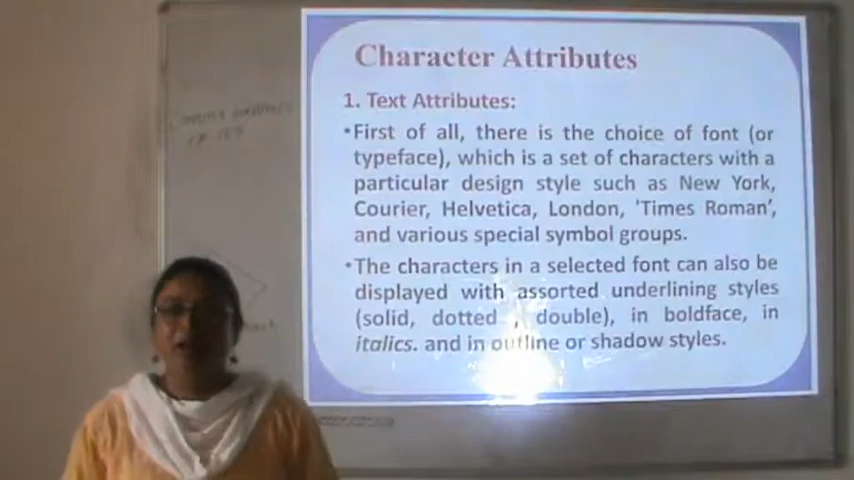 Character Attributes
1. Text Attributes:
•First of all, there is the choice of font (or
typeface), which is a set of characters with a
particular design style such as New York,
Courier, Helvetica, London, 'Times Roman',
and various special symbol groups.
•The characters in a selected font can also be
displayed with assorted underlining styles
(solid, dotted , double), in boldface, in
italics. and in outline or shadow styles.